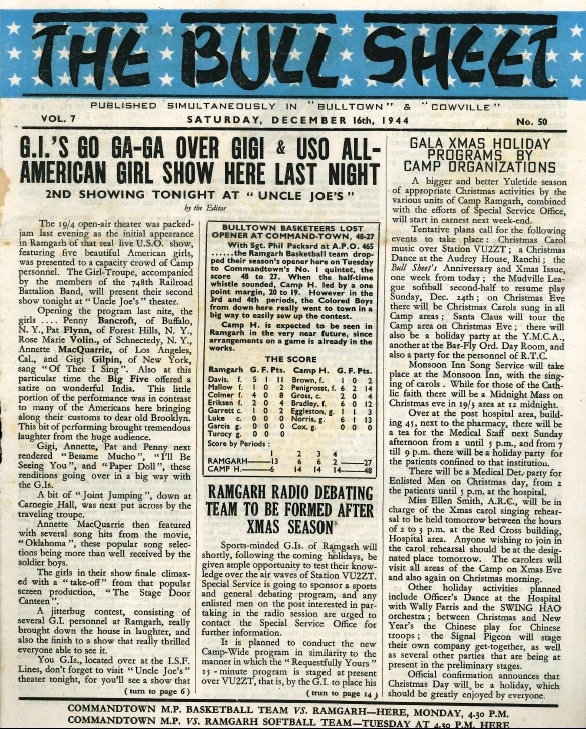 THE BULL SHEET
PUBLISHED SIMULTANEOUSLY IN "BULLTOWN" & "COWVILLE"
VOL. 7 SATURDAY, DECEMBER 16th, 1944 No. 50
G.I.'S GO GA-GA OVER GIGI & USO ALL-
AMERICAN GIRL SHOW HERE LAST NIGHT
2ND SHOWING TONIGHT AT "UNCLE JOE'S"
by the Editor
The 19/4 open-air theater was packed-
jam last evening as the initial appearance
in Ramgarh of that real live U.S.O. show,
featuring five beautiful American girls,
was presented to a capacity crowd of Camp
personnel. The Girl-Troupe, accompanied
by the members of the 748th Railroad
Battalion Band, will present their second
show tonight at "Uncle Joe's" theater.
Opening the program last nite, the
girls .... Penny Bancroft, of Buffalo,
N. Y., Pat Flynn, of Forest Hills, N. Y.,
Rose Marie Volin, of Schnectedy, N. Y.,
Annette MacQuarrie, of Los Angeles,
Cal., and Gigi Gilpin, of New York,
sang "Of Thee I Sing". Also at this
particular time the Big Five offered a
satire on wonderful India. This little
portion of the performance was in contrast
to many of the Americans here bringing
along their customs to dear old Brooklyn.
This bit of performing brought tremendous
laughter from the huge audience.
Gigi, Annette, Pat and Penny next
rendered "Besame Mucho" "I'll Be
Seeing You", and "Paper Doll", these
renditions going over in a big way with
the G.Is.
A bit of "Joint Jumping", down at
Carnegie Hall, was next put across by the
traveling troupe.
Annette MacQuarrie then featured
with several song hits from the movie,
"Oklahoma", these popular song selec-
tions being more than well received by the
soldier boys.
The girls in their show finale climax-
ed with a "take-off" from that popular
screen production, "The Stage Door
Canteen".
A jitterbug contest, consisting of
several G.I. personnel at Ramgarh, really
brought down the house in laughter, and
also the finish to a show that really thrilled
everyone able to see it.
You G.Is., located over at the I.S.F.
Lines, don't forget to visit "Uncle Joe's"
theater tonight, for you'll see a show that
(turn to page 6)
BULLTOWN BASKETEERS LOST
OPENER AT COMMAND-TOWN, 48-27
With Sgt. Phil Packard at A.P.O. 465
.....the Ramgarh Basketball team drop-
ped their season's opener here on Tuesday
to Commandtown's No. 1 quintet, the
score 48 to 27. When the half-time
whistle sounded, Camp H. led by a one
point margin, 20 to 19. However in the
3rd and 4th periods, the Colored Boys
from down here really went to town in a
big way to easily sew up the contest.
Camp H. is expected to be seen in
Ramgarh in the very near future, since
arrangements on a game is already in the
works.
THE SCORE
Ramgarh G. F. Pts. Camp H. G. F. Pts.
Davis, f 5 1 11 Brown, f 1 0 2
Mallow f 1 0 2 Penigrosst, f 6 2 14
Colmer f 4 0 8 Gross, c 2 0 4
Eriksen f 2 0 4 Bradley, f 6 0 12
Garrett c 1 0 2 Eggleston, g 1 1 3
Luke c 0 0 0 Norris, g 6 1 13
Garcia g 0 0 0 Cox, g 0 0 0
Turocy g 0 0 0
Score by Periods:
2 3 4
RAMGARH 13 6 6 2 27
CAMP H. 6 14 14 14 48
RAMGARH RADIO DEBATING
TEAM TO BE FORMED AFTER
XMAS SEASON
Sports-minded G.Is. of Ramgarh will
shortly, following the coming holidays, be
given ample opportunity to test their know-
ledge over the air waves of Station VUZZT.
Special Service is going to sponsor a sports
and general debating program, and any
enlisted men on the post interested in par-
taking in the radio session are urged to
contact the Special Service Office for
further information.
It is planned to conduct the new
Camp-Wide program in similarity to the
manner in which the "Requestfully Yours"
15-minute program is staged at present
over VU2ZT, that is, by the G.I. to place his
(turn to page 14)
GALA XMAS HOLIDAY
PROGRAMS BY
CAMP ORGANIZATIONS
A bigger and better Yuletide season
of appropriate Christmas activities by the
various units of Camp Ramgarh, combined
with the efforts of Special Service Office,
will start in earnest next week-end.
Tentative plans call for the following
events to take place: Christmas Carol
music over Station VUZZT; a Christmas
Dance at the Audrey House, Ranchi; the
Bull Sheet's Anniversary and Xmas Issue,
one week from today; the Mudville Lea-
gue softball second-half to resume play
Sunday, Dec. 24th; on Christmas Eve
there will be Christmas Carols sung in all
Camp areas; Santa Claus will tour the
Camp area on Christmas Eve; there will
also be a holiday party at the Y.M.C.A.,
another at the Bar-Fly Ord. Day Room, and
also a party for the personnel of R.T.C.
Monsoon Inn Song Service will take
place at the Monsoon Inn, with the sing-
ing of carols. While for those of the Cath-
lic faith there will be a Midnight Mass on
Christmas eve in 19/3 area at 12 midnight.
Over at the post hospital area, build-
ing 45, next to the pharmacy, there will be
a tea for the Medical Staff next Sunday
afternoon from 2 until 5 p.m., and from 7
till 9 p.m. there will be a holiday party for
the patients confined to that institution.
There will be a Medical Det. party for
Enlisted Men on Christmas day, from 2
the patients until 5 p.m. at the hospital.
Miss Ellen Smith, A.R.C., will be in
charge of the Xmas carol singing rehear-
sal to be held tomorrow between the hours
of 2 to 3 p.m. at the Red Cross building,
Hospital area. Anyone wishing to join in
the carol rehearsal should be at the desig-
nated place tomorrow. The carolers will
visit all areas of the Camp on Xmas Eve
and also again on Christmas morning.
Other holiday activities planned
include Officer's Dance at the Hospital
with Wally Farris and the SWING HAO
orchestra; between Christmas and New
Year's the Chinese play for Chinese
troops; the Signal Pigeon will stage
their own company get-together, as well
as several other parties that are being at
present in the preliminary stages.
Official confirmation announces that
Christmas Day will be a holiday, which
should be greatly enjoyed by everyone.
COMMANDTOWN M.P. BASKETBALL TEAM VS. RAMGARH—HERE, MONDAY, 4.30 P.M.
COMMANDTOWN M.P. VS. RAMGARH SOFTBALL TEAM—TUESDAY AT 4.30 P.M. HERE